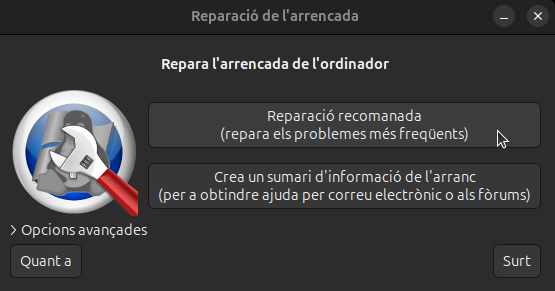 Reparació de l'arrencada
Repara l'arrencada de l'ordinador
Reparació recomanada
(repara els problemes més freqüents)
Crea un sumari d'informació de l'arranc
(per a obtindre ajuda per correu electrònic o als fòrums)
Opcions avançades
Quant a
Surt